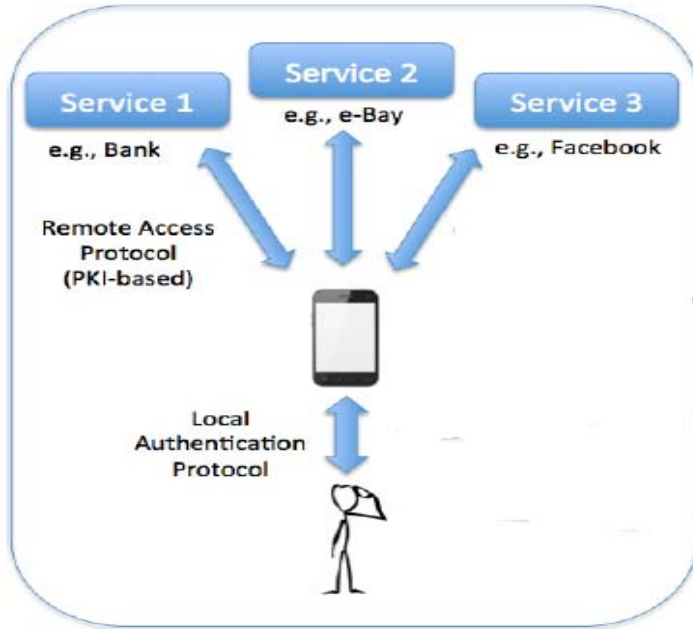 Service 1
Service 2
Service 3
e.g., Bank
e.g., e-Bay
e.g., Facebook
Remote Access
Protocol
(PKI-based)
Local
Authentication
Protocol